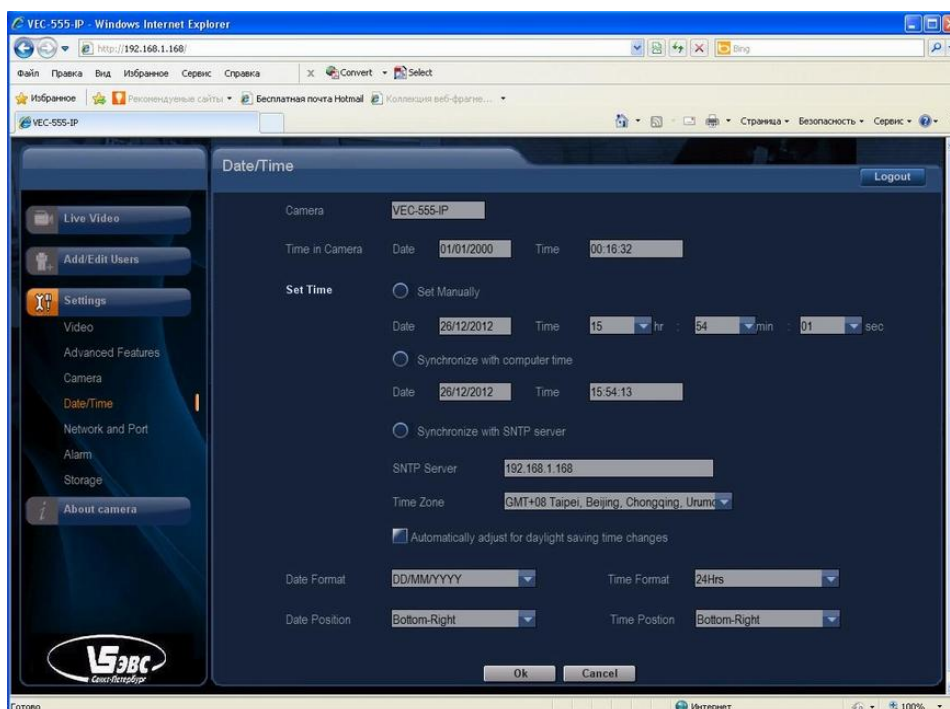 VEC-555-IP - Windows Internet Explorer
http://192.168.1.168/
Bing
Файл Правка Вид Избранное Сервис Справка
X Convert Select
Избранное Рекомендуемые сайты Бесплатная почта Hotmail Коллекция веб-фрагме...
VEC-555-IP
Страница Безопасность Сервис
Date/Time
Logout
Live Video
Add/Edit Users
Settings
Video
Advanced Features
Camera
Date/Time
Network and Port
Alarm
Storage
About camera
ЭВС
Санкт-Петербург
Camera VEC-555-IP
Time in Camera Date 01/01/2000 Time 00:16:32
Set Time Set Manually
Date 26/12/2012 Time 15 hr : 54 min : 01 sec
Synchronize with computer time
Date 26/12/2012 Time 15:54:13
Synchronize with SNTP server
SNTP Server 192.168.1.168
Time Zone GMT+08 Taipei, Beijing, Chongqing, Urumc
Automatically adjust for daylight saving time changes
Date Format DD/MM/YYYY Time Format 24Hrs
Date Position Bottom-Right Time Postion Bottom-Right
Ok Cancel
Готово Интернет 100%